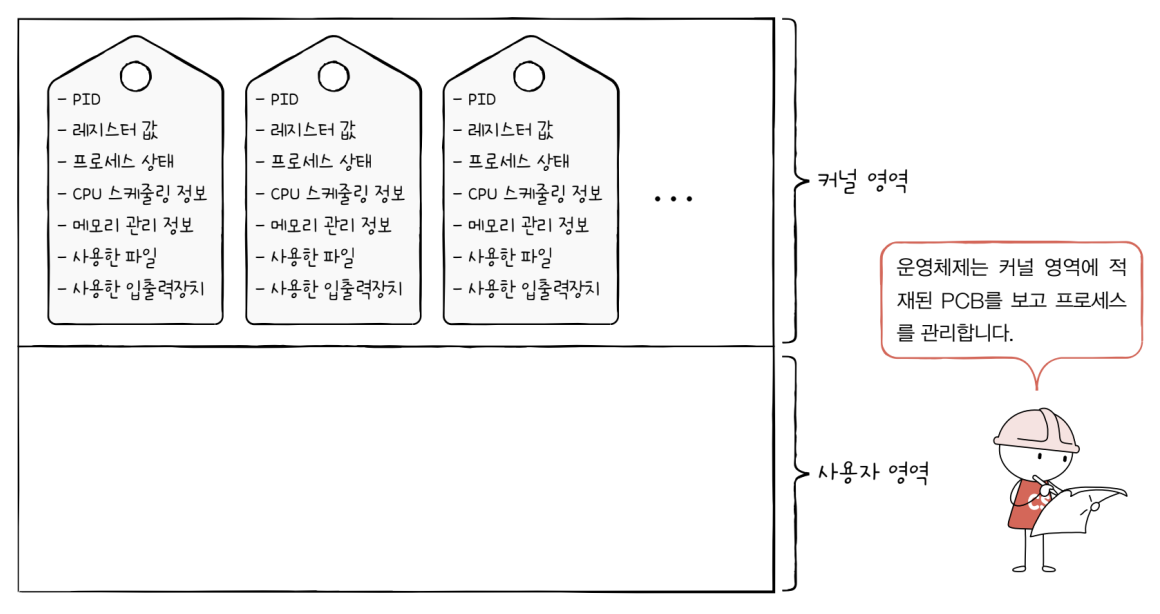 - PID
- 레지스터 값
- 프로세스 상태
- CPU 스케줄링 정보
- 메모리 관리 정보
- 사용한 파일
- 사용한 입출력장치
- PID
- 레지스터 값
- 프로세스 상태
- CPU 스케줄링 정보
- 메모리 관리 정보
- 사용한 파일
- 사용한 입출력장치
- PID
- 레지스터 값
- 프로세스 상태
- CPU 스케줄링 정보
- 메모리 관리 정보
- 사용한 파일
- 사용한 입출력장치
...
커널 영역
운영체제는 커널 영역에 적
재된 PCB를 보고 프로세스
를 관리합니다.
사용자 영역
CS